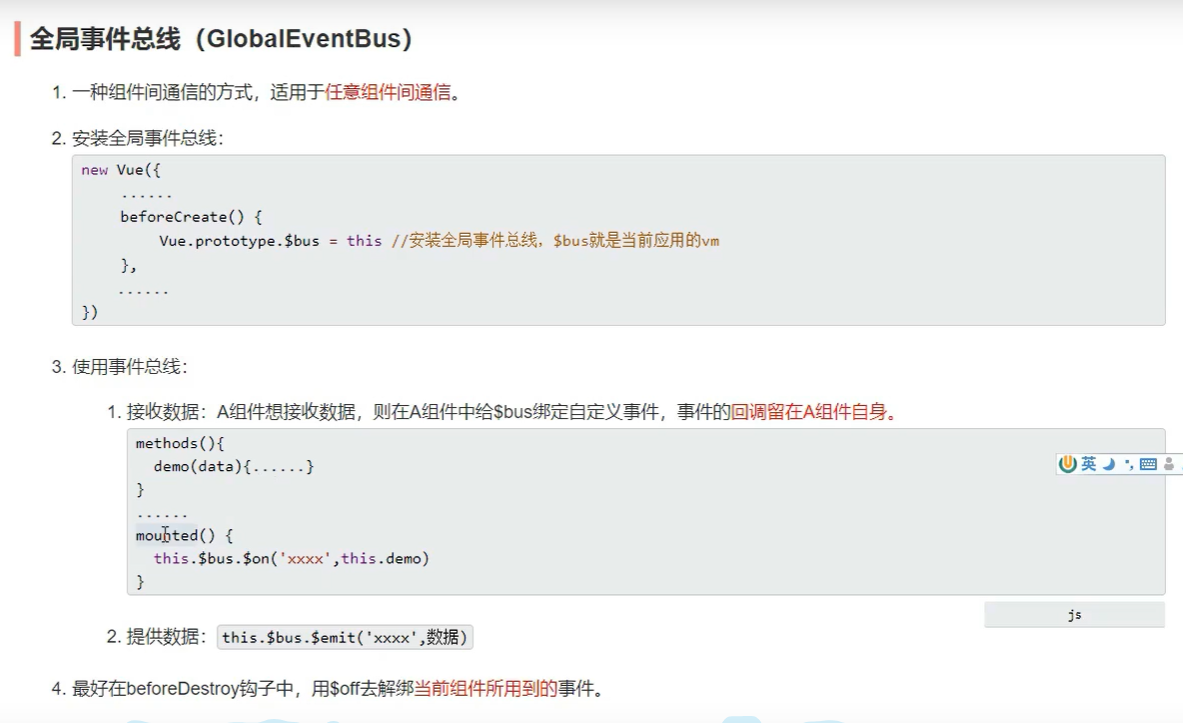 全局事件总线（GlobalEventBus）
1. 一种组件间通信的方式，适用于任意组件间通信。
2. 安装全局事件总线：
new Vue({
......
beforeCreate() {
Vue.prototype.$bus = this //安装全局事件总线，$bus就是当前应用的vm
},
......
})
3. 使用事件总线：
1. 接收数据：A组件想接收数据，则在A组件中给$bus绑定自定义事件，事件的回调留在A组件自身。
methods(){
demo(data){......}
}
......
mounted() {
this.$bus.$on('xxxx',this.demo)
}
英
js
2. 提供数据：this.$bus.$emit('xxxx',数据)
4. 最好在beforeDestroy钩子中，用$off去解绑当前组件所用到的事件。